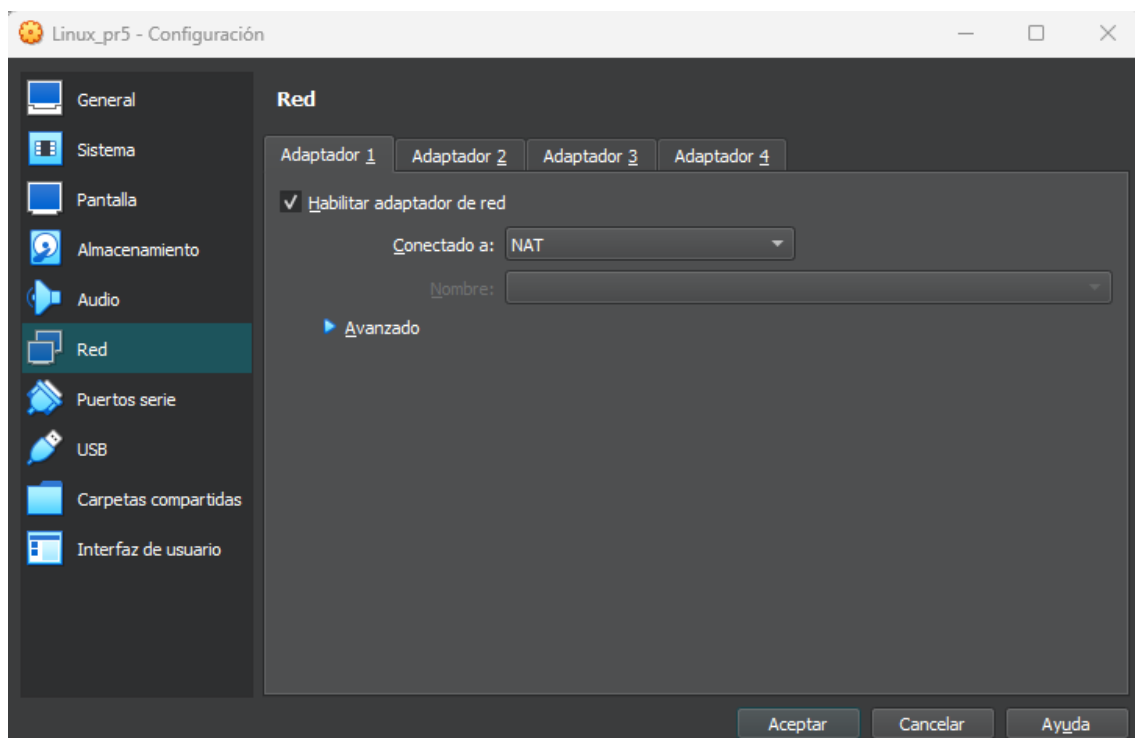 Linux_pr5 - Configuración
General
Sistema
Pantalla
Almacenamiento
Audio
Red
Puertos serie
USB
Carpetas compartidas
Interfaz de usuario
Red
Adaptador 1 Adaptador 2 Adaptador 3 Adaptador 4
Habilitar adaptador de red
Conectado a: NAT
Nombre:
Avanzado
Aceptar Cancelar Ayuda